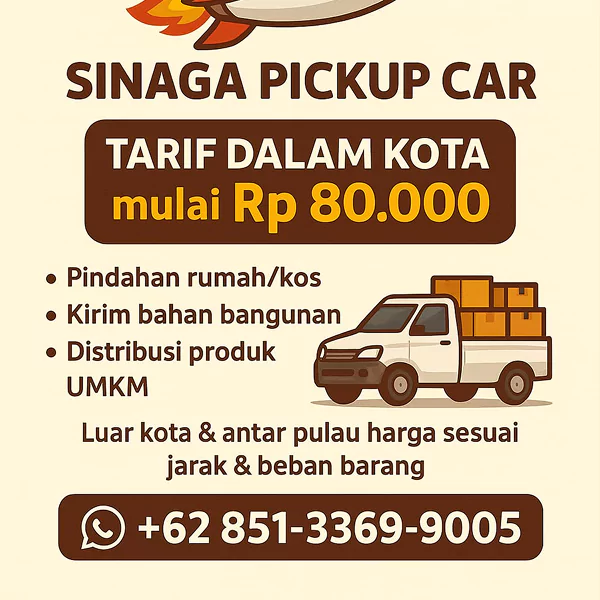 SINAGA PICKUP CAR
TARIF DALAM KOTA
mulai Rp 80.000
• Pindahan rumah/kos
• Kirim bahan bangunan
• Distribusi produk
UMKM
Luar kota & antar pulau harga sesuai
jarak & beban barang
+62 851-3369-9005